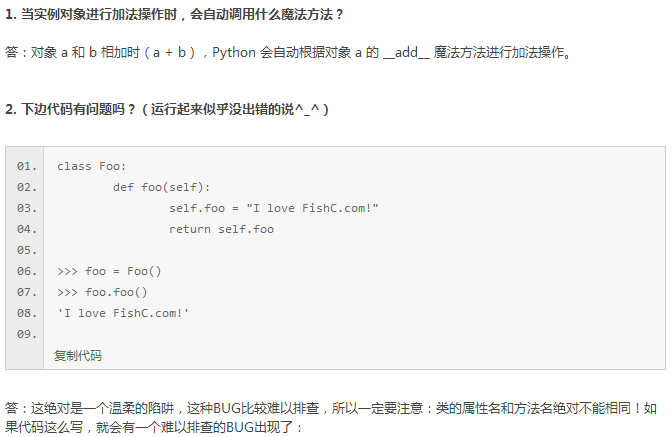 1. 当实例对象进行加法操作时，会自动调用什么魔法方法？
答：对象 a 和 b 相加时（a + b），Python 会自动根据对象 a 的 __add__ 魔法方法进行加法操作。
2. 下边代码有问题吗？（运行起来似乎没出错的说^_^）
01. class Foo:
02. def foo(self):
03. self.foo = "I love FishC.com!"
04. return self.foo
05.
06. >>> foo = Foo()
07. >>> foo.foo()
08. 'I love FishC.com!'
09.
复制代码
答：这绝对是一个温柔的陷阱，这种BUG比较难以排查，所以一定要注意：类的属性名和方法名绝对不能相同！如
果代码这么写，就会有一个难以排查的BUG出现了：